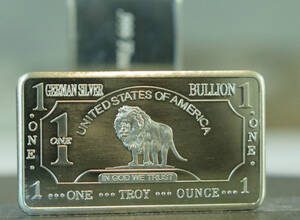 1 GERMAN SILVER BULLION 1
UNITED STATES OF AMERICA
ONE 1 ONE ONE
IN GOD WE TRUST
1 ··· ONE ··· TROY ··· OUNCE ··· 1